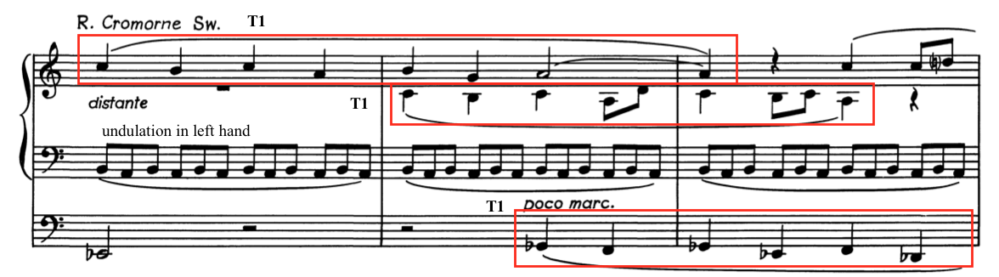 R. Cromorne Sw. T1
distante
T1
undulation in left hand
T1 poco marc.